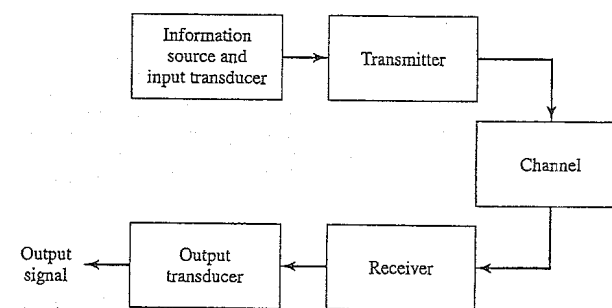 Information
source and
input transducer
Transmitter
Channel
Receiver
Output
transducer
Output
signal